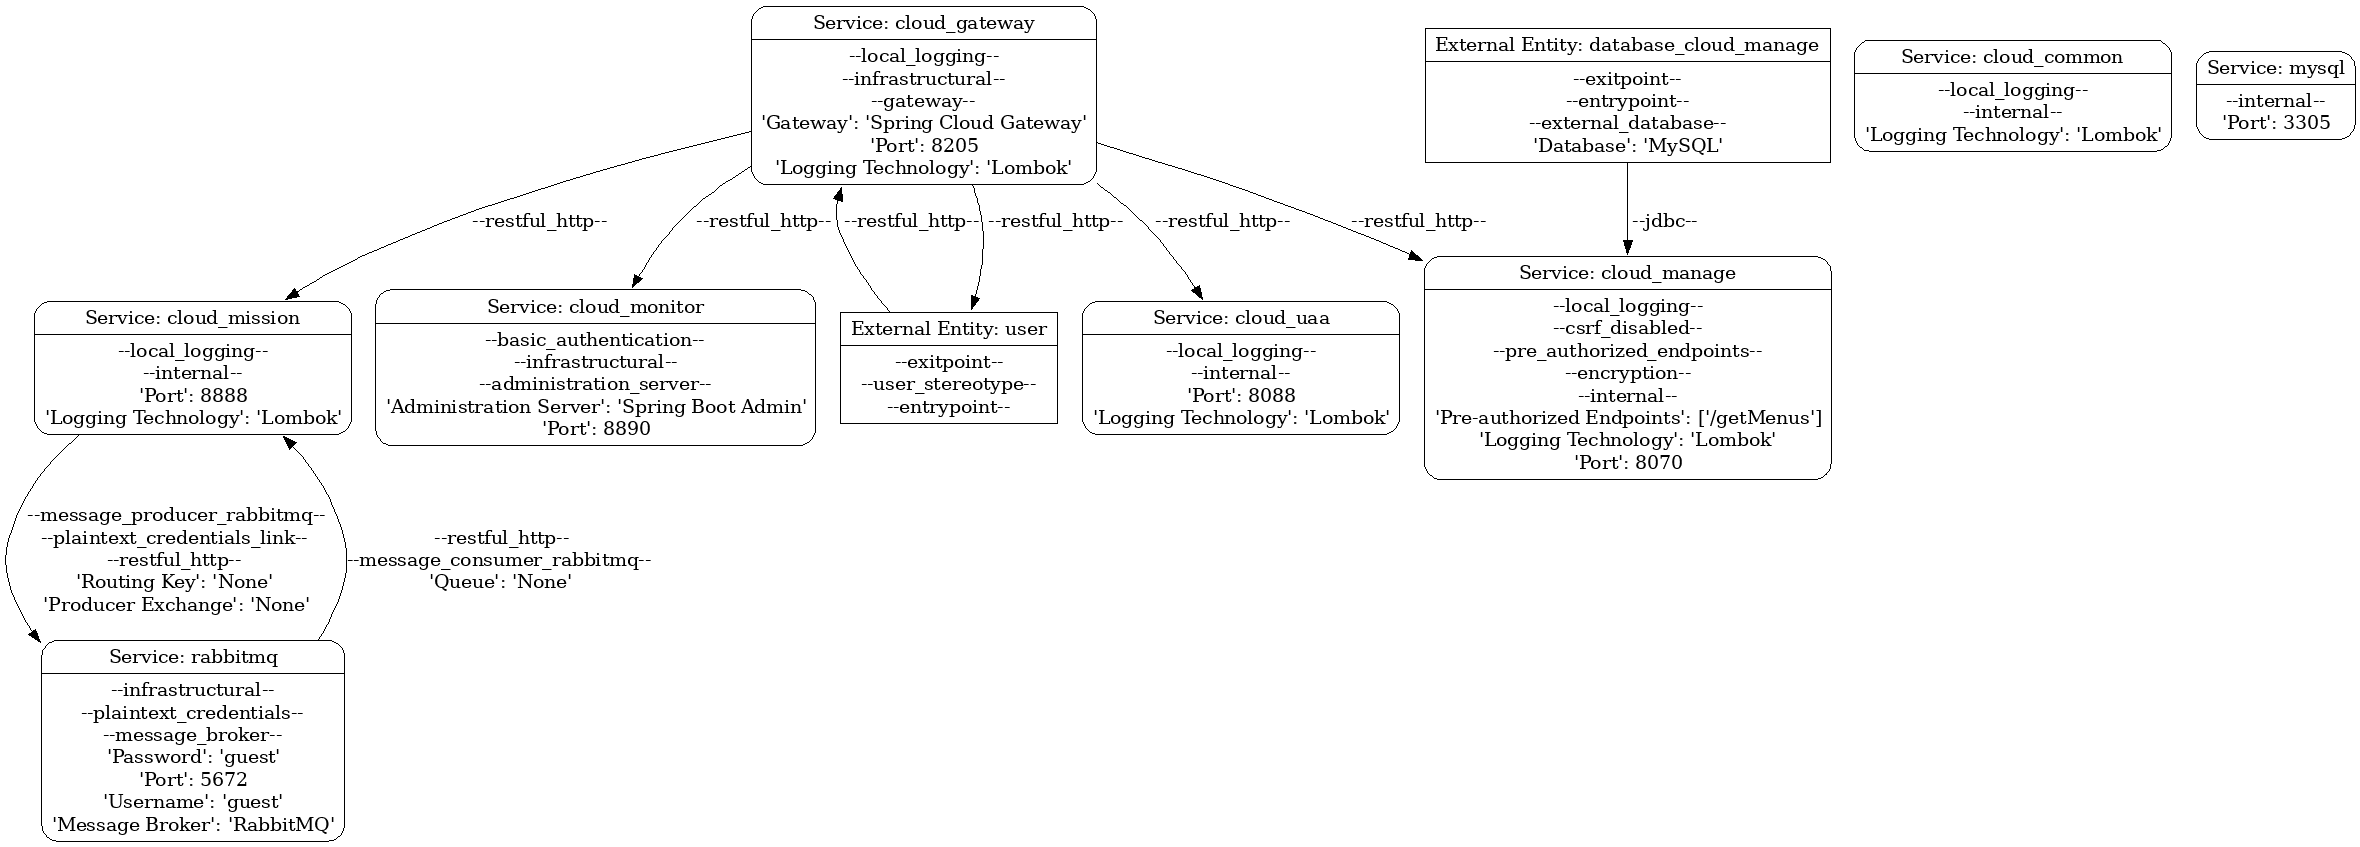 Service: cloud_gateway
--local_logging--
--infrastructural--
--gateway--
'Gateway': 'Spring Cloud Gateway'
'Port': 8205
'Logging Technology': 'Lombok'
External Entity: database_cloud_manage
--exitpoint--
--entrypoint--
--external_database--
'Database': 'MySQL'
Service: cloud_common
--local_logging--
--internal--
'Logging Technology': 'Lombok'
Service: mysql
--internal--
'Port': 3305
--restful_http--
--restful_http--
--restful_http--
--restful_http--
--restful_http--
--restful_http--
--jdbc--
Service: cloud_mission
--local_logging--
--internal--
'Port': 8888
'Logging Technology': 'Lombok'
Service: cloud_monitor
--basic_authentication--
--infrastructural--
--administration_server--
'Administration Server': 'Spring Boot Admin'
'Port': 8890
External Entity: user
--exitpoint--
--user_stereotype--
--entrypoint--
Service: cloud_uaa
--local_logging--
--internal--
'Port': 8088
'Logging Technology': 'Lombok'
Service: cloud_manage
--local_logging--
--csrf_disabled--
--pre_authorized_endpoints--
--encryption--
--internal--
'Pre-authorized Endpoints': ['/getMenus']
'Logging Technology': 'Lombok'
'Port': 8070
--message_producer_rabbitmq--
--plaintext_credentials_link--
--restful_http--
'Routing Key': 'None'
'Producer Exchange': 'None'
--restful_http--
--message_consumer_rabbitmq--
'Queue': 'None'
Service: rabbitmq
--infrastructural--
--plaintext_credentials--
--message_broker--
'Password': 'guest'
'Port': 5672
'Username': 'guest'
'Message Broker': 'RabbitMQ'